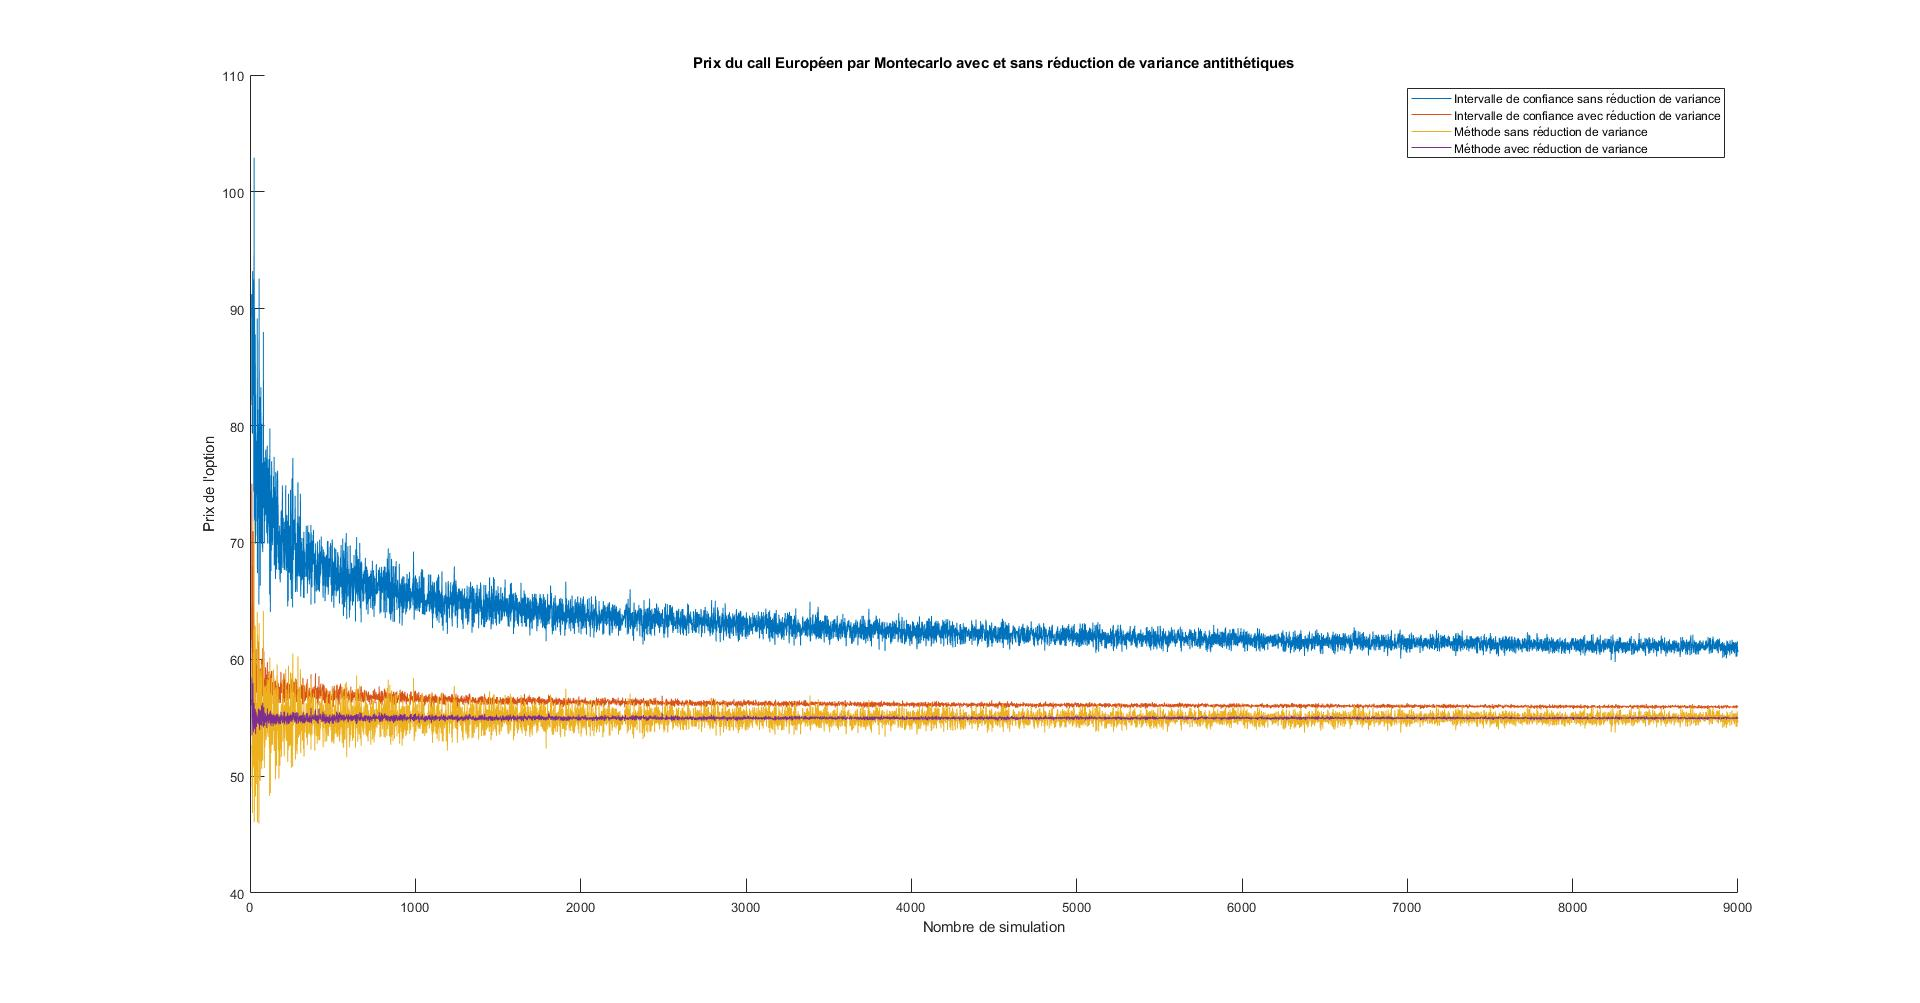 Prix du call Européen par Montecarlo avec et sans réduction de variance antithétiques
Intervalle de confiance sans réduction de variance
Intervalle de confiance avec réduction de variance
Méthode sans réduction de variance
Méthode avec réduction de variance
Prix de l'option
110
100
90
80
70
60
50
40
0 1000 2000 3000 4000 5000 6000 7000 8000 9000
Nombre de simulation